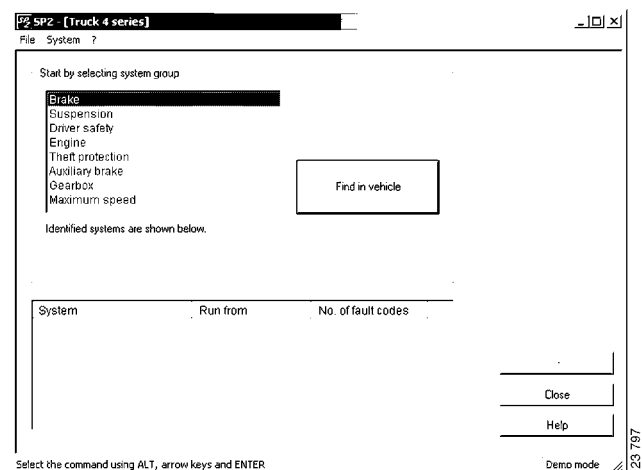 SP2 SP2 - [Truck 4 series]
File System ?
Start by selecting system group
Brake
Suspension
Driver safety
Engine
Theft protection
Auxiliary brake
Gearbox
Maximum speed
Find in vehicle
Identified systems are shown below.
System Run from No. of fault codes
Close
Help
Select the command using ALT, arrow keys and ENTER
Demo mode
23 797